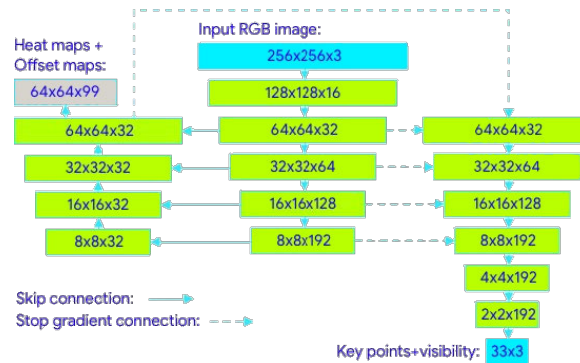 Input RGB image:
Heat maps +
Offset maps:
256x256x3
64x64x99
128x128x16
64x64x32 64x64x32 64x64x32
32x32x32 32x32x64 32x32x64
16x16x32 16x16x128 16x16x128
8x8x32 8x8x192 8x8x192
4x4x192
Skip connection:
2x2x192
Stop gradient connection:
Key points+visibility: 33x3